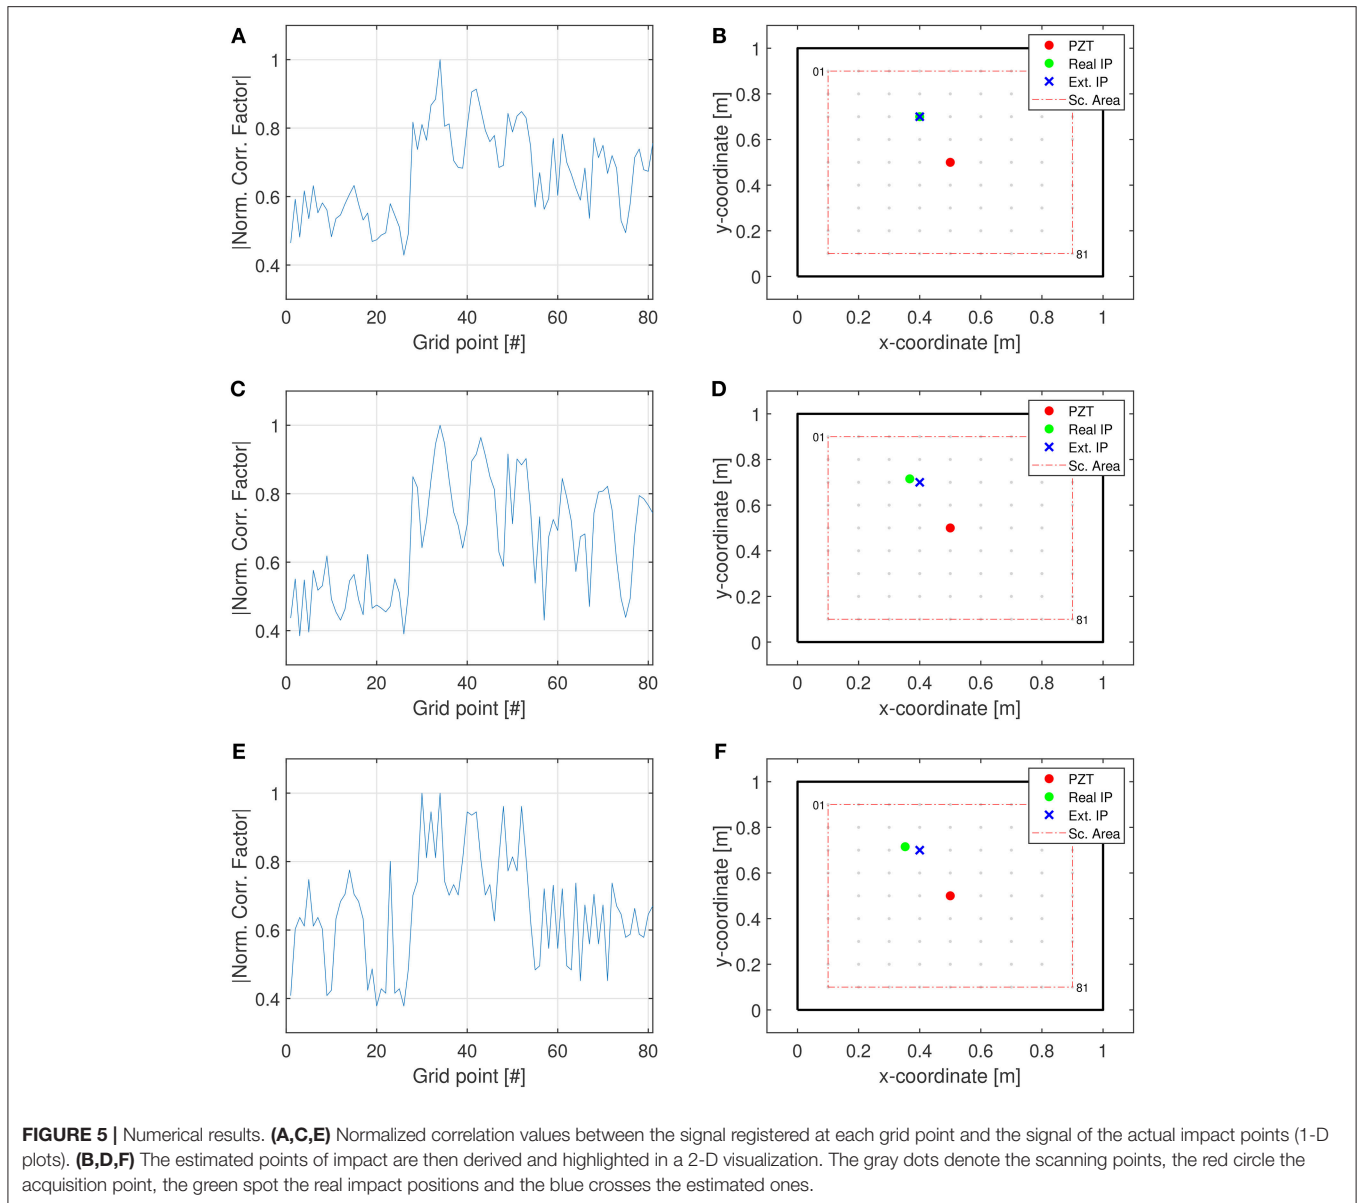 A
1
0.8
0.6
0.4
|Norm. Corr. Factor|
0 20 40 60 80
Grid point [#]
B
1
0.8
0.6
0.4
0.2
0
y-coordinate [m]
01
81
PZT
Real IP
Ext. IP
Sc. Area
0 0.2 0.4 0.6 0.8 1
x-coordinate [m]
C
1
0.8
0.6
0.4
|Norm. Corr. Factor|
0 20 40 60 80
Grid point [#]
D
1
0.8
0.6
0.4
0.2
0
y-coordinate [m]
01
81
PZT
Real IP
Ext. IP
Sc. Area
0 0.2 0.4 0.6 0.8 1
x-coordinate [m]
E
1
0.8
0.6
0.4
|Norm. Corr. Factor|
0 20 40 60 80
Grid point [#]
F
1
0.8
0.6
0.4
0.2
0
y-coordinate [m]
01
81
PZT
Real IP
Ext. IP
Sc. Area
0 0.2 0.4 0.6 0.8 1
x-coordinate [m]
FIGURE 5 | Numerical results. (A,C,E) Normalized correlation values between the signal registered at each grid point and the signal of the actual impact points (1-D
plots). (B,D,F) The estimated points of impact are then derived and highlighted in a 2-D visualization. The gray dots denote the scanning points, the red circle the
acquisition point, the green spot the real impact positions and the blue crosses the estimated ones.